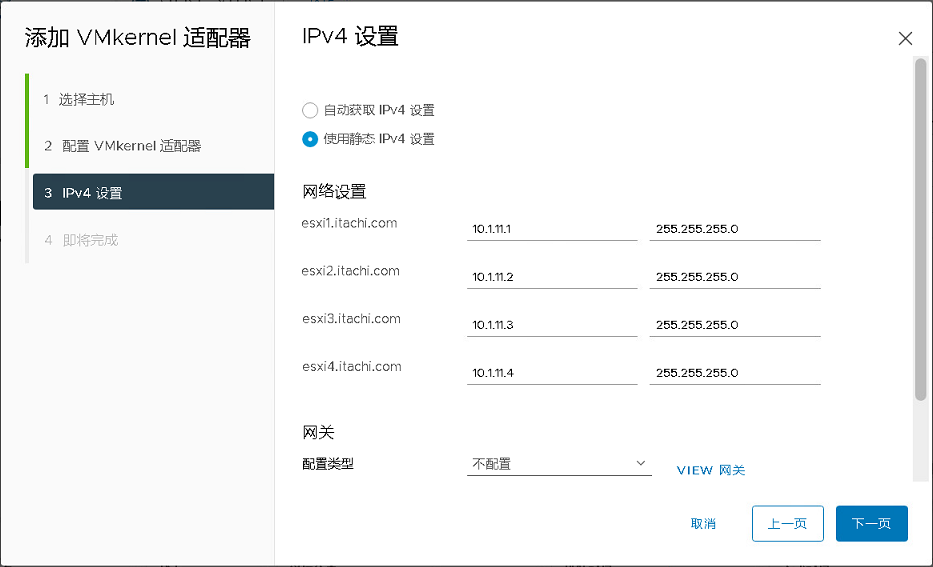 添加 VMkernel 适配器
1 选择主机
2 配置 VMkernel 适配器
3 IPv4 设置
4 即将完成
IPv4 设置
自动获取 IPv4 设置
使用静态 IPv4 设置
网络设置
esxi1.itachi.com 10.1.11.1 255.255.255.0
esxi2.itachi.com 10.1.11.2 255.255.255.0
esxi3.itachi.com 10.1.11.3 255.255.255.0
esxi4.itachi.com 10.1.11.4 255.255.255.0
网关
配置类型 不配置 VIEW 网关
取消 上一页 下一页